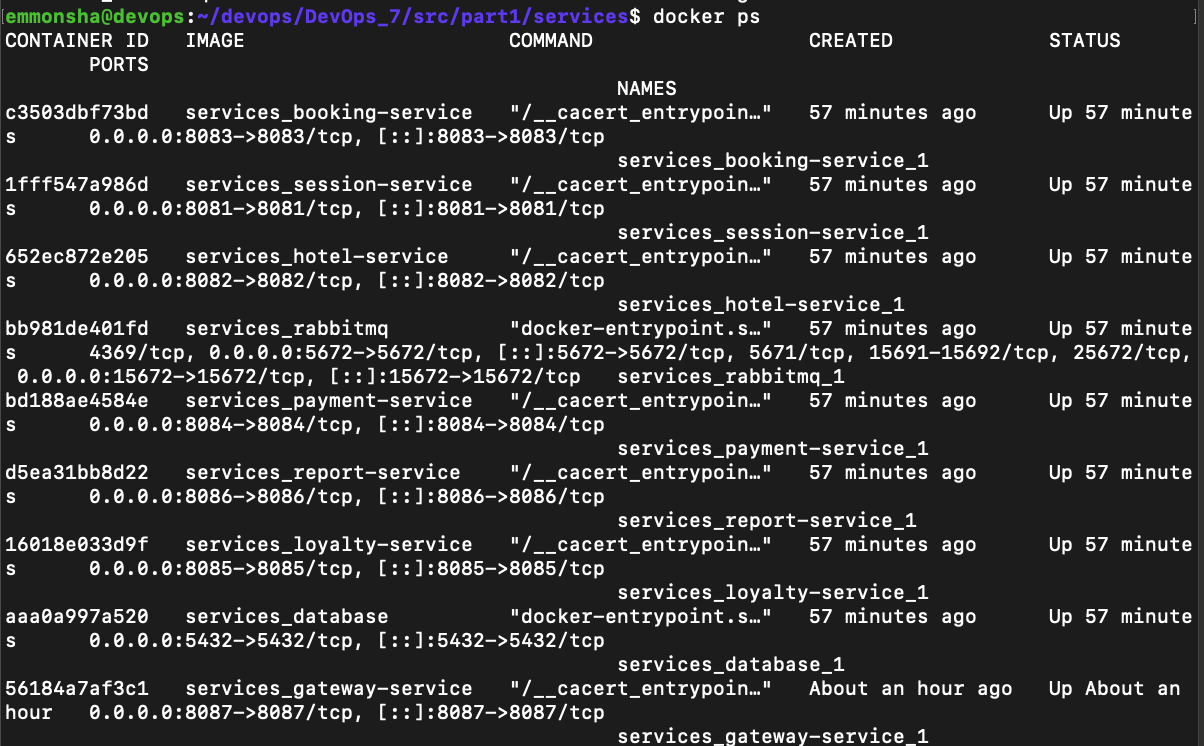 emmonsha@devops:~/devops/DevOps_7/src/part1/services$ docker ps
CONTAINER ID   IMAGE                      COMMAND                  CREATED             STATUS
       PORTS
                                                   NAMES
c3503dbf73bd   services_booking-service   "/__cacert_entrypoin…"   57 minutes ago      Up 57 minute
s      0.0.0.0:8083->8083/tcp, [::]:8083->8083/tcp
                                                   services_booking-service_1
1fff547a986d   services_session-service   "/__cacert_entrypoin…"   57 minutes ago      Up 57 minute
s      0.0.0.0:8081->8081/tcp, [::]:8081->8081/tcp
                                                   services_session-service_1
652ec872e205   services_hotel-service     "/__cacert_entrypoin…"   57 minutes ago      Up 57 minute
s      0.0.0.0:8082->8082/tcp, [::]:8082->8082/tcp
                                                   services_hotel-service_1
bb981de401fd   services_rabbitmq          "docker-entrypoint.s…"   57 minutes ago      Up 57 minute
s      4369/tcp, 0.0.0.0:5672->5672/tcp, [::]:5672->5672/tcp, 5671/tcp, 15691-15692/tcp, 25672/tcp,
 0.0.0.0:15672->15672/tcp, [::]:15672->15672/tcp   services_rabbitmq_1
bd188ae4584e   services_payment-service   "/__cacert_entrypoin…"   57 minutes ago      Up 57 minute
s      0.0.0.0:8084->8084/tcp, [::]:8084->8084/tcp
                                                   services_payment-service_1
d5ea31bb8d22   services_report-service    "/__cacert_entrypoin…"   57 minutes ago      Up 57 minute
s      0.0.0.0:8086->8086/tcp, [::]:8086->8086/tcp
                                                   services_report-service_1
16018e033d9f   services_loyalty-service   "/__cacert_entrypoin…"   57 minutes ago      Up 57 minute
s      0.0.0.0:8085->8085/tcp, [::]:8085->8085/tcp
                                                   services_loyalty-service_1
aaa0a997a520   services_database          "docker-entrypoint.s…"   57 minutes ago      Up 57 minute
s      0.0.0.0:5432->5432/tcp, [::]:5432->5432/tcp
                                                   services_database_1
56184a7af3c1   services_gateway-service   "/__cacert_entrypoin…"   About an hour ago   Up About an
hour   0.0.0.0:8087->8087/tcp, [::]:8087->8087/tcp
                                                   services_gateway-service_1